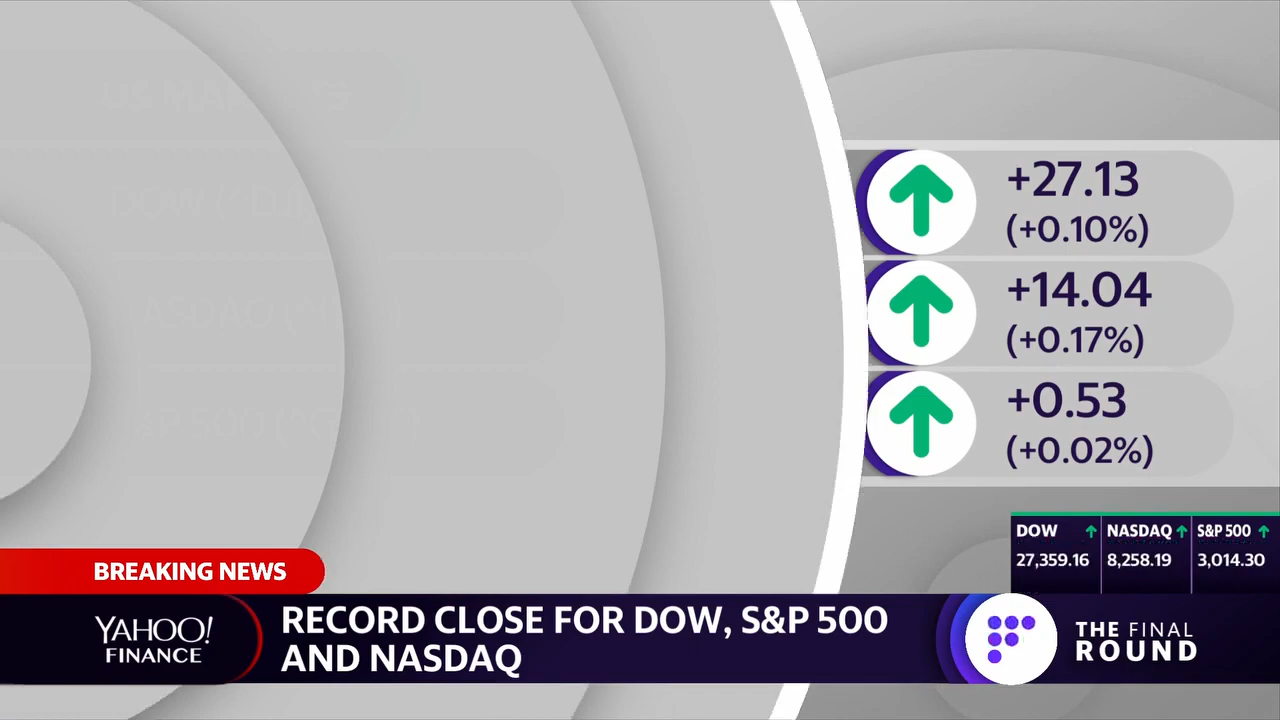 +27.13
(+0.10%)
+14.04
(+0.17%)
+0.53
(+0.02%)
DOW NASDAQ S&P 500
27,359.16 8,258.19 3,014.30
BREAKING NEWS
YAHOO!
FINANCE
RECORD CLOSE FOR DOW, S&P 500
AND NASDAQ
THE FINAL
ROUND